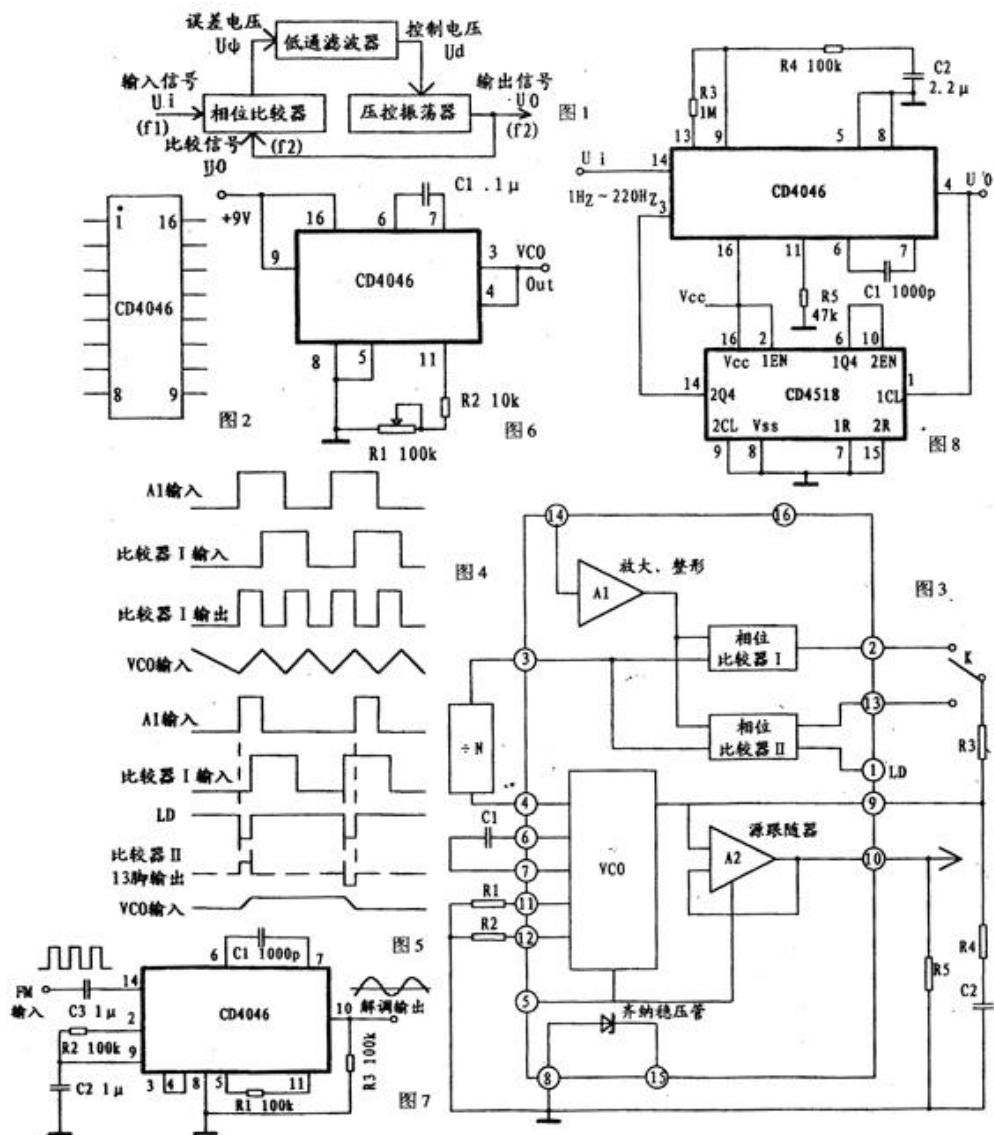 误差电压
Uφ
低通滤波器
控制电压
Ud
输入信号
Ui
(f1)
相位比较器
压控振荡器
输出信号
UO
(f2)
图1
比较信号
UO
(f2)
R4 100k
C2
2.2μ
R3
1M
13
9
5
8
Ui
14
1HZ～220HZ
3
CD4046
4
U'O
16
11
6
7
C1 1000p
Vcc
R5
47k
16
2
6
10
Vcc
1EN
1Q4
2EN
14
2Q4
CD4518
1CL
1
2CL
Vss
1R
2R
9
8
7
15
图8
1
16
CD4046
8
9
图2
+9V
C1 .1μ
16
6
7
9
CD4046
3
4
VCO
Out
8
5
11
R2 10k
R1 100k
图6
A1输入
比较器Ⅰ输入
比较器Ⅰ输出
VCO输入
图4
A1输入
比较器Ⅰ输入
LD
比较器Ⅱ
13脚输出
VCO输入
图5
14
16
放大、整形
A1
图3
3
相位
比较器Ⅰ
2
K
÷N
相位
比较器Ⅱ
13
R3
1
LD
4
9
C1
6
VCO
源跟随器
A2
10
7
R1
11
R2
12
R4
R5
C2
5
齐纳稳压管
8
15
FM
输入
C3 1μ
14
6
C1 1000p
7
2
R2 100k
9
CD4046
10
解调输出
C2 1μ
3
4
8
5
11
R1 100k
R3 100k
图7